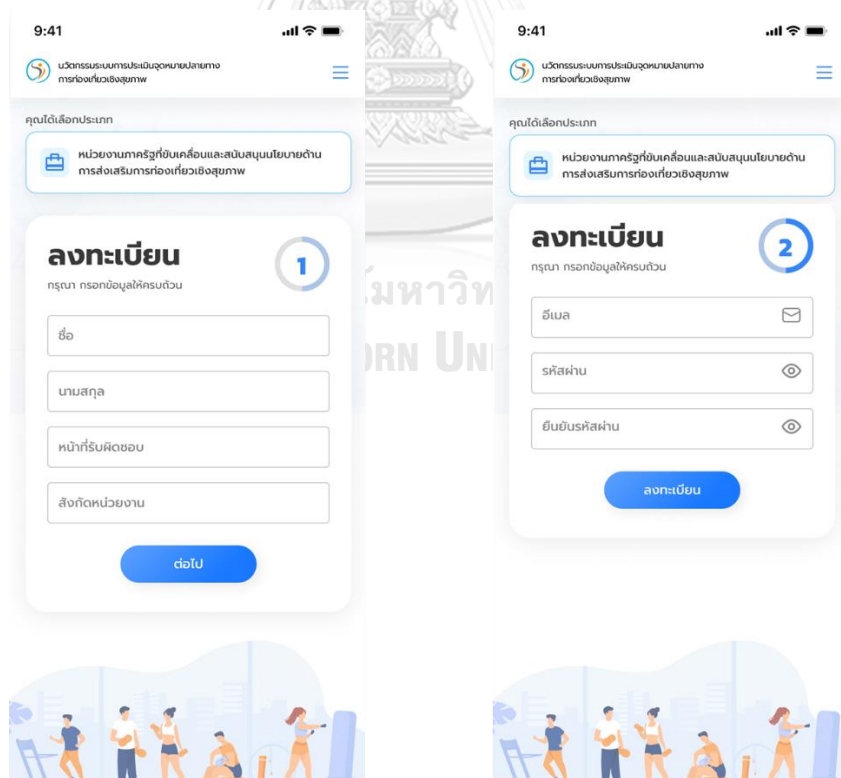 9:41
นวัตกรรมระบบการประเมินจุดหมายปลายทาง
การท่องเที่ยวเชิงสุขภาพ
คุณได้เลือกประเภท
หน่วยงานภาครัฐที่ขับเคลื่อนและสนับสนุนนโยบายด้าน
การส่งเสริมการท่องเที่ยวเชิงสุขภาพ
ลงทะเบียน
1
กรุณา กรอกข้อมูลให้ครบถ้วน
ชื่อ
นามสกุล
หน้าที่รับผิดชอบ
สังกัดหน่วยงาน
ต่อไป
9:41
นวัตกรรมระบบการประเมินจุดหมายปลายทาง
การท่องเที่ยวเชิงสุขภาพ
คุณได้เลือกประเภท
หน่วยงานภาครัฐที่ขับเคลื่อนและสนับสนุนนโยบายด้าน
การส่งเสริมการท่องเที่ยวเชิงสุขภาพ
ลงทะเบียน
2
กรุณา กรอกข้อมูลให้ครบถ้วน
อีเมล
รหัสผ่าน
ยืนยันรหัสผ่าน
ลงทะเบียน